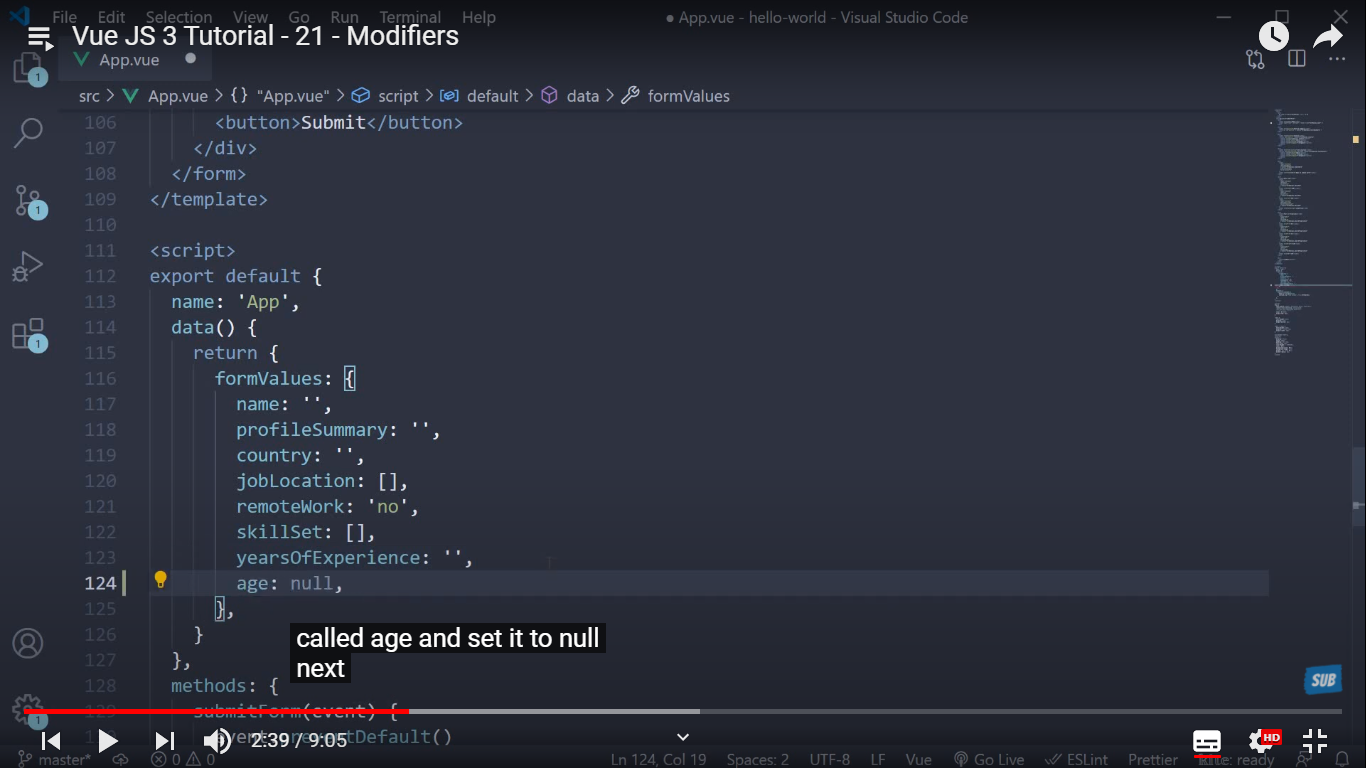 File Edit Selection View Go Run Terminal Help
● App.vue - hello-world - Visual Studio Code
Vue JS 3 Tutorial - 21 - Modifiers
App.vue
src > App.vue > {} "App.vue" > script > default > data > formValues
106 <button>Submit</button>
107 </div>
108 </form>
109 </template>
110
111 <script>
112 export default {
113 name: 'App',
114 data() {
115 return {
116 formValues: {
117 name: '',
118 profileSummary: '',
119 country: '',
120 jobLocation: [],
121 remoteWork: 'no',
122 skillSet: [],
123 yearsOfExperience: '',
124 age: null,
125 },
126 }
127 },
128 methods: {
129 submitForm(event) {
event.preventDefault()
called age and set it to null
next
SUB
2:39 / 9:05
HD
master* 0 0 Ln 124, Col 19 Spaces: 2 UTF-8 LF Vue Go Live ESLint Prettier
1
1
1
1